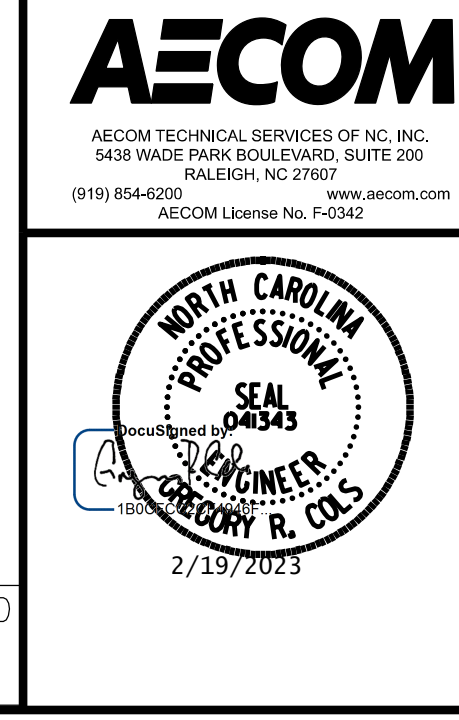 AECOM
AECOM TECHNICAL SERVICES OF NC, INC.
5438 WADE PARK BOULEVARD, SUITE 200
RALEIGH, NC 27607
(919) 854-6200 www.aecom.com
AECOM License No. F-0342
NORTH CAROLINA
PROFESSIONAL
SEAL
041343
DocuSigned by:
ENGINEER
GREGORY R. COLS
2/19/2023